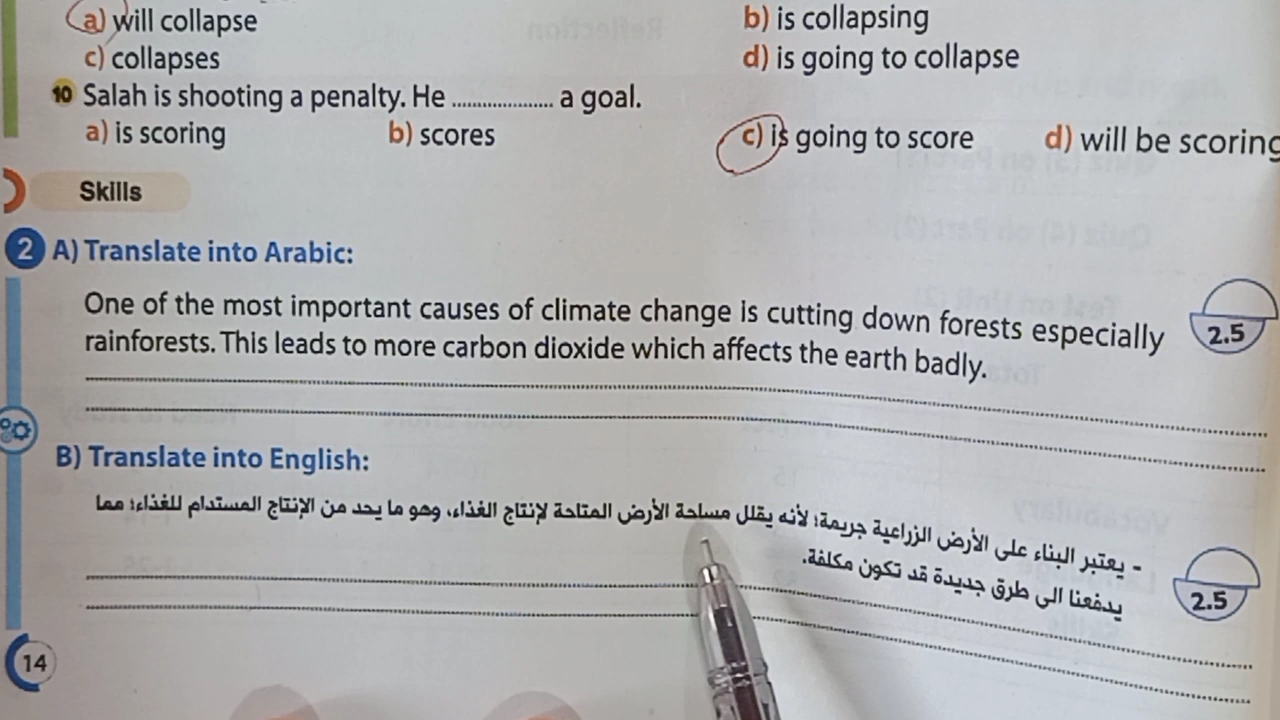 a) will collapse
b) is collapsing
c) collapses
d) is going to collapse
10 Salah is shooting a penalty. He .................... a goal.
a) is scoring b) scores c) is going to score d) will be scoring
Skills
2 A) Translate into Arabic:
One of the most important causes of climate change is cutting down forests especially
rainforests. This leads to more carbon dioxide which affects the earth badly.
2.5
B) Translate into English:
- يعتبر البناء على الأرض الزراعية جريمة؛ لأنه يقلل مساحة الأرض المتاحة لإنتاج الغذاء، وهو ما يحد من الإنتاج المستدام للغذاء؛ مما
يدفعنا الى طرق جديدة قد تكون مكلفة.
2.5
14